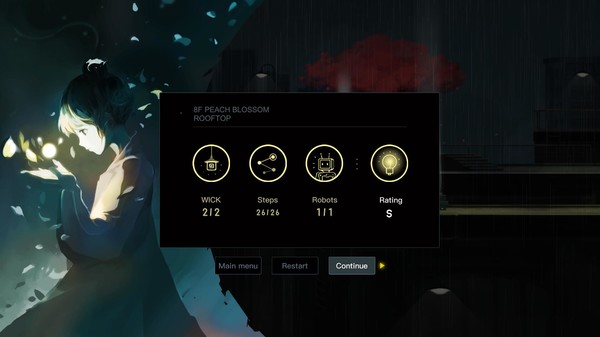 8F PEACH BLOSSOM
ROOFTOP
WICK Steps Robots Rating
2/2 26/26 1/1 S
Main menu Restart Continue